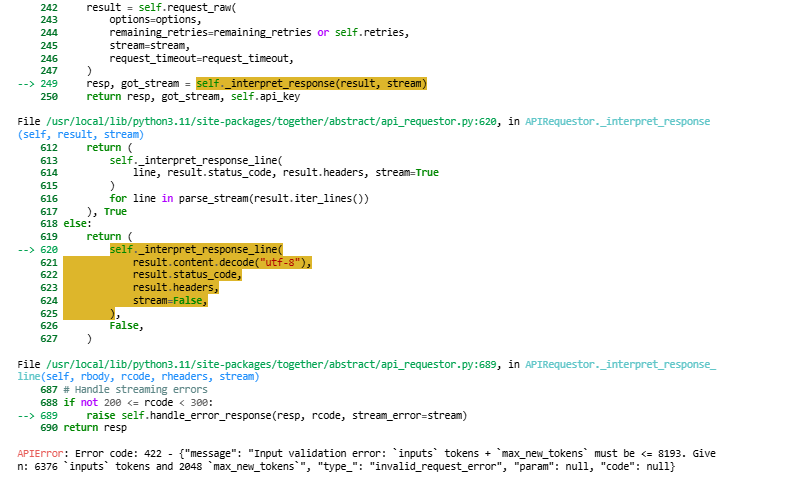 242 result = self.request_raw(
243 options=options,
244 remaining_retries=remaining_retries or self.retries,
245 stream=stream,
246 request_timeout=request_timeout,
247 )
--> 249 resp, got_stream = self._interpret_response(result, stream)
250 return resp, got_stream, self.api_key
File /usr/local/lib/python3.11/site-packages/together/abstract/api_requestor.py:620, in APIRequestor._interpret_response
(self, result, stream)
612 return (
613 self._interpret_response_line(
614 line, result.status_code, result.headers, stream=True
615 )
616 for line in parse_stream(result.iter_lines())
617 ), True
618 else:
619 return (
--> 620 self._interpret_response_line(
621 result.content.decode("utf-8"),
622 result.status_code,
623 result.headers,
624 stream=False,
625 ),
626 False,
627 )
File /usr/local/lib/python3.11/site-packages/together/abstract/api_requestor.py:689, in APIRequestor._interpret_response_
line(self, rbody, rcode, rheaders, stream)
687 # Handle streaming errors
688 if not 200 <= rcode < 300:
--> 689 raise self.handle_error_response(resp, rcode, stream_error=stream)
690 return resp
APIError: Error code: 422 - {"message": "Input validation error: `inputs` tokens + `max_new_tokens` must be <= 8193. Give
n: 6376 `inputs` tokens and 2048 `max_new_tokens`", "type_": "invalid_request_error", "param": null, "code": null}